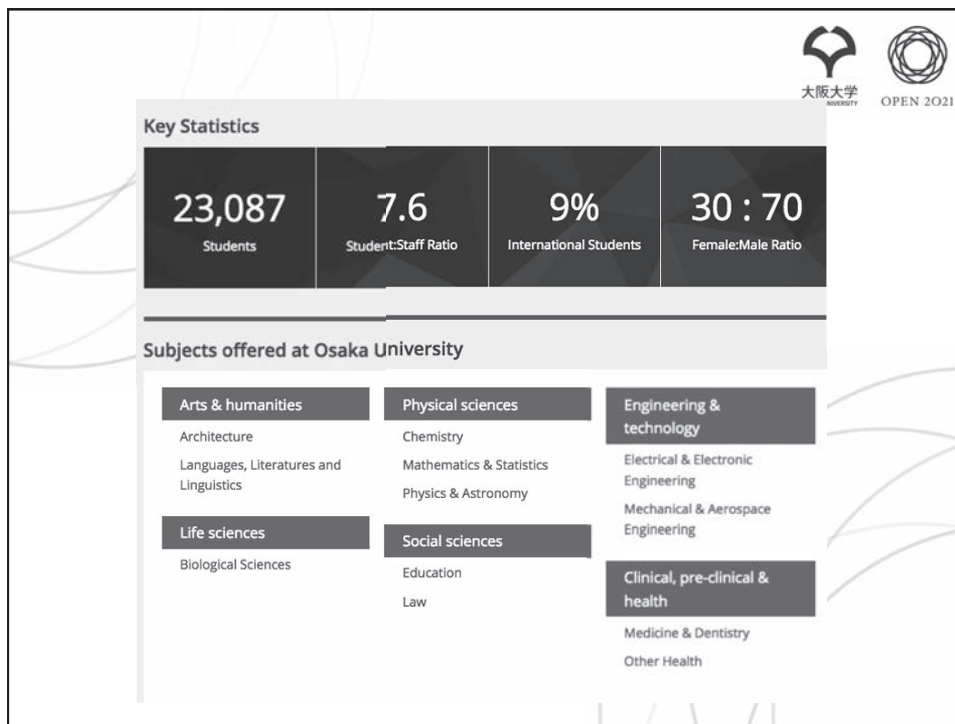 大阪大学
OPEN 2021
Key Statistics
23,087
Students
7.6
Student:Staff Ratio
9%
International Students
30 : 70
Female:Male Ratio
Subjects offered at Osaka University
Arts & humanities
Architecture
Languages, Literatures and
Linguistics
Life sciences
Biological Sciences
Physical sciences
Chemistry
Mathematics & Statistics
Physics & Astronomy
Social sciences
Education
Law
Engineering &
technology
Electrical & Electronic
Engineering
Mechanical & Aerospace
Engineering
Clinical, pre-clinical &
health
Medicine & Dentistry
Other Health